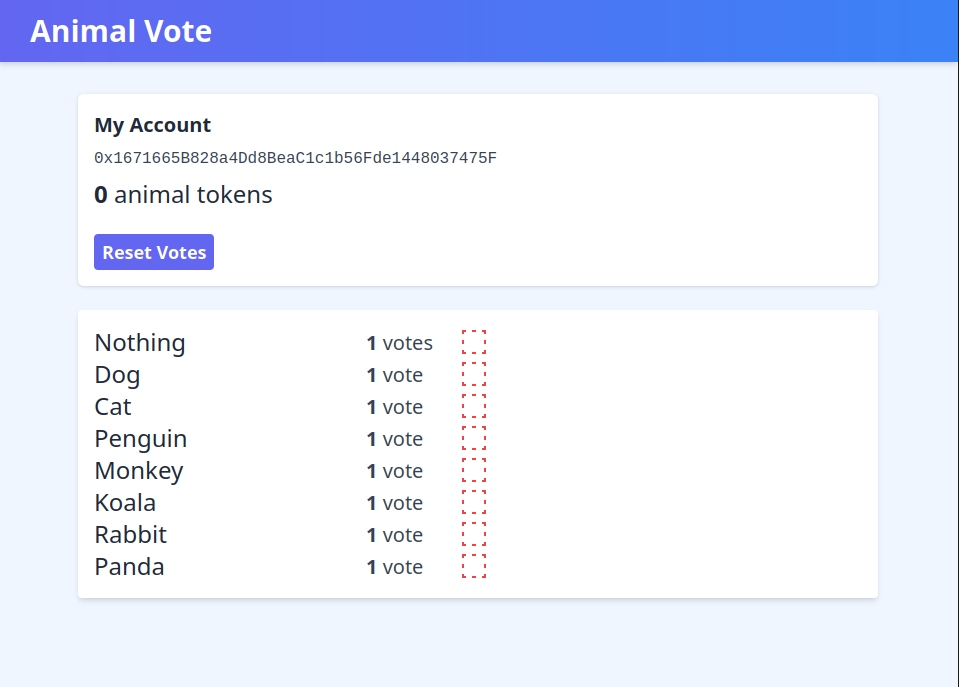 Animal Vote
My Account
0x1671665B828a4Dd8BeaC1c1b56Fde1448037475F
0 animal tokens
Reset Votes
Nothing 1 votes
Dog 1 vote
Cat 1 vote
Penguin 1 vote
Monkey 1 vote
Koala 1 vote
Rabbit 1 vote
Panda 1 vote